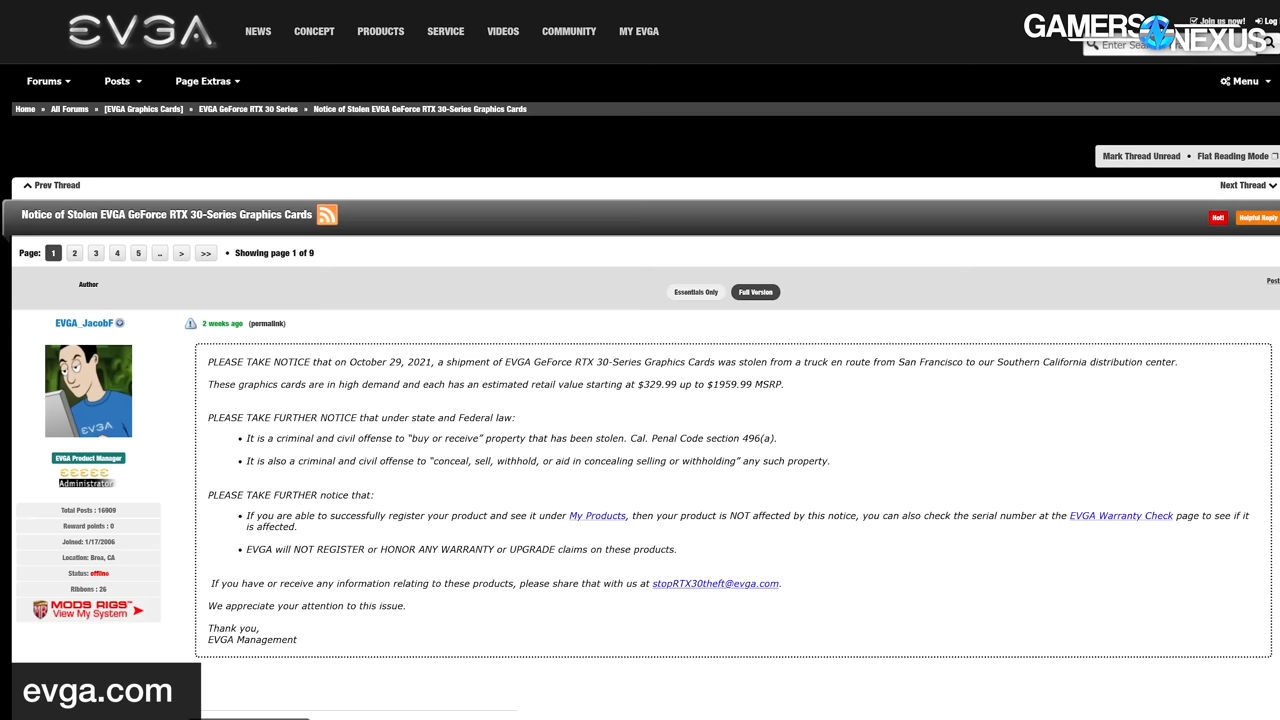 EVGA
NEWS CONCEPT PRODUCTS SERVICE VIDEOS COMMUNITY MY EVGA
Join us now! Log
GAMERS NEXUS
Forums Posts Page Extras Menu
Home » All Forums » [EVGA Graphics Cards] » EVGA GeForce RTX 30 Series » Notice of Stolen EVGA GeForce RTX 30-Series Graphics Cards
Mark Thread Unread • Flat Reading Mode
Prev Thread Next Thread
Notice of Stolen EVGA GeForce RTX 30-Series Graphics Cards
Hot! Helpful Reply
Page: 1 2 3 4 5 .. > >> • Showing page 1 of 9
Author Essentials Only Full Version Post
EVGA_JacobF
2 weeks ago (permalink)
PLEASE TAKE NOTICE that on October 29, 2021, a shipment of EVGA GeForce RTX 30-Series Graphics Cards was stolen from a truck en route from San Francisco to our Southern California distribution center.
These graphics cards are in high demand and each has an estimated retail value starting at $329.99 up to $1959.99 MSRP.
PLEASE TAKE FURTHER NOTICE that under state and Federal law:
• It is a criminal and civil offense to “buy or receive” property that has been stolen. Cal. Penal Code section 496(a).
• It is also a criminal and civil offense to “conceal, sell, withhold, or aid in concealing selling or withholding” any such property.
PLEASE TAKE FURTHER notice that:
• If you are able to successfully register your product and see it under My Products, then your product is NOT affected by this notice, you can also check the serial number at the EVGA Warranty Check page to see if it
is affected.
• EVGA will NOT REGISTER or HONOR ANY WARRANTY or UPGRADE claims on these products.
If you have or receive any information relating to these products, please share that with us at stopRTX30theft@evga.com.
We appreciate your attention to this issue.
Thank you,
EVGA Management
EVGA
EVGA Product Manager
EEEEE
Administrator
Total Posts : 16909
Reward points : 0
Joined: 1/17/2006
Location: Brea, CA
Status: offline
Ribbons : 26
MODS RIGS
View My System
evga.com